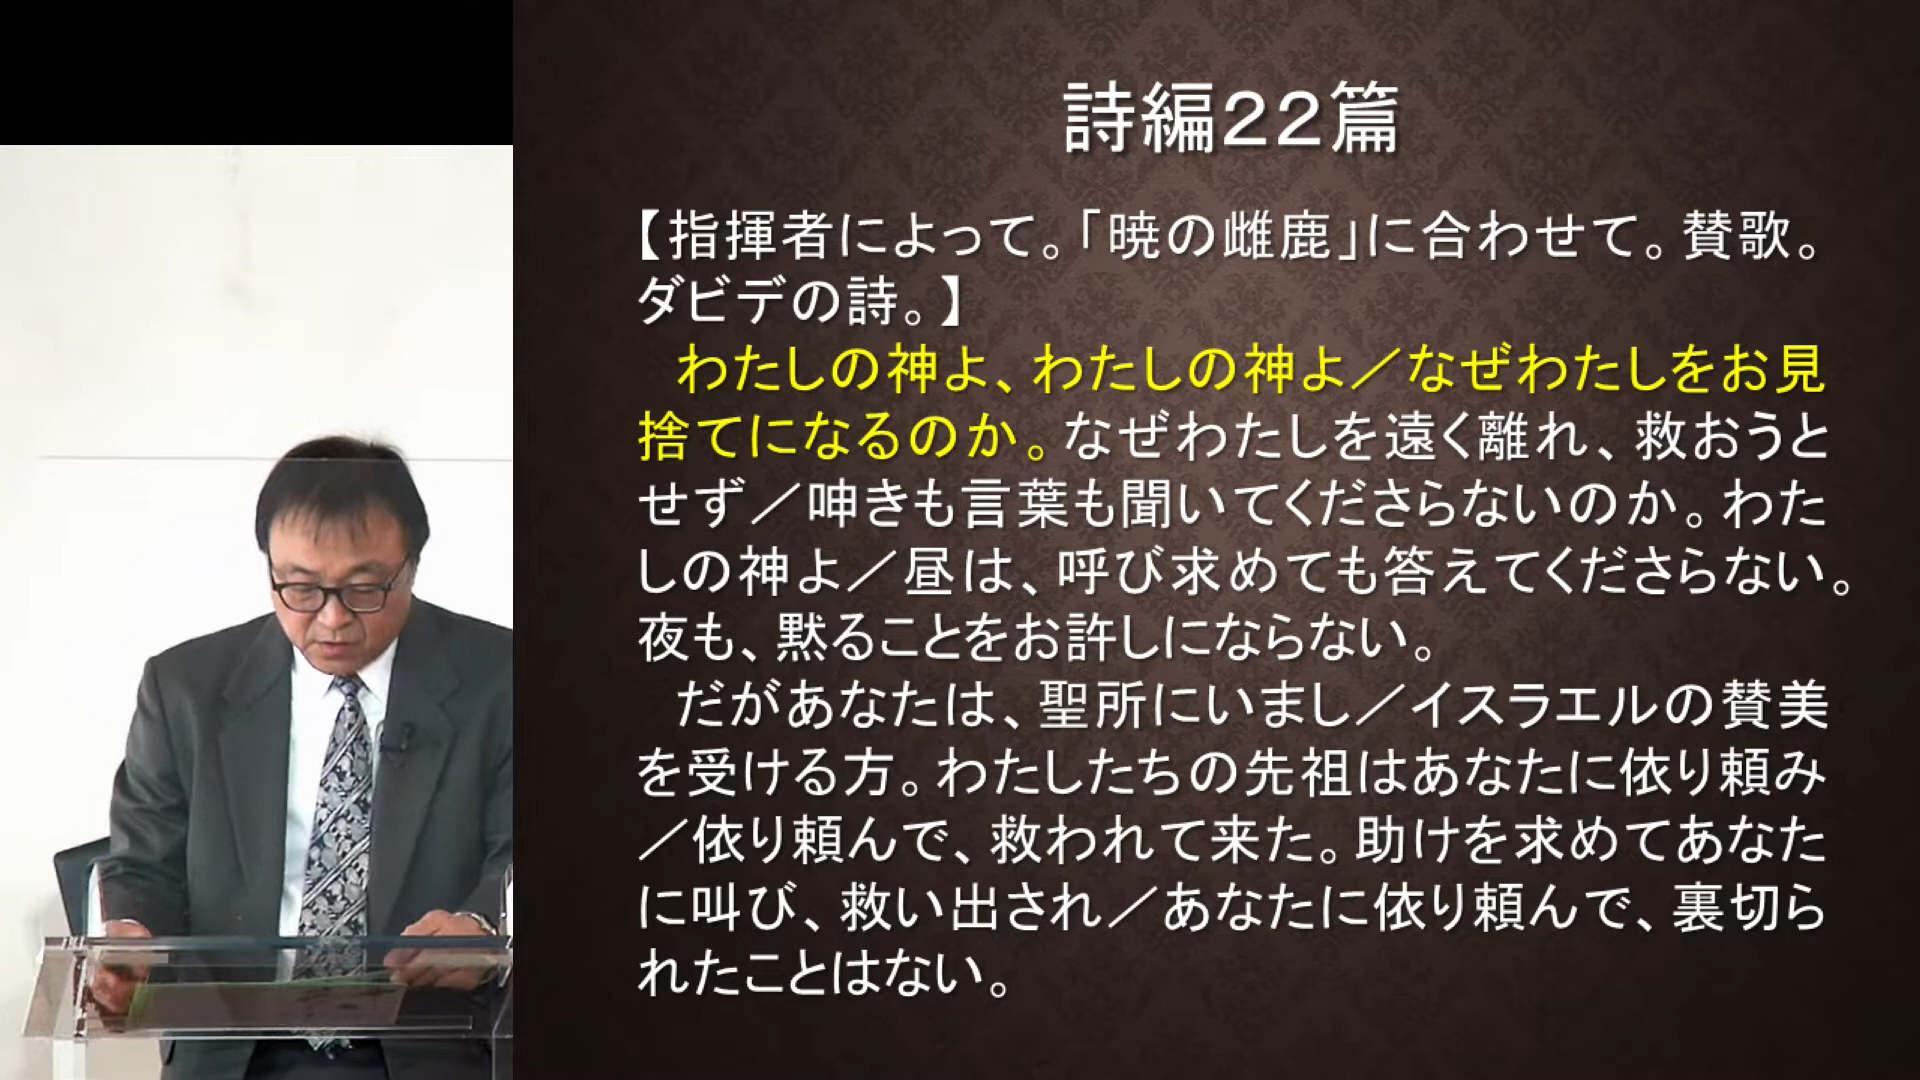 詩編２２篇
【指揮者によって。「暁の雌鹿」に合わせて。賛歌。
ダビデの詩。】
わたしの神よ、わたしの神よ／なぜわたしをお見
捨てになるのか。なぜわたしを遠く離れ、救おうと
せず／呻きも言葉も聞いてくださらないのか。わた
しの神よ／昼は、呼び求めても答えてくださらない。
夜も、黙ることをお許しにならない。
だがあなたは、聖所にいまし／イスラエルの賛美
を受ける方。わたしたちの先祖はあなたに依り頼み
／依り頼んで、救われて来た。助けを求めてあなた
に叫び、救い出され／あなたに依り頼んで、裏切ら
れたことはない。